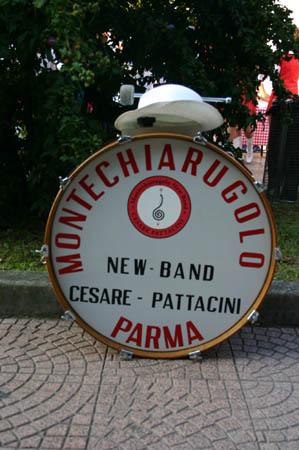 MONTECHIARUGOLO
NEW-BAND
CESARE - PATTACINI
PARMA